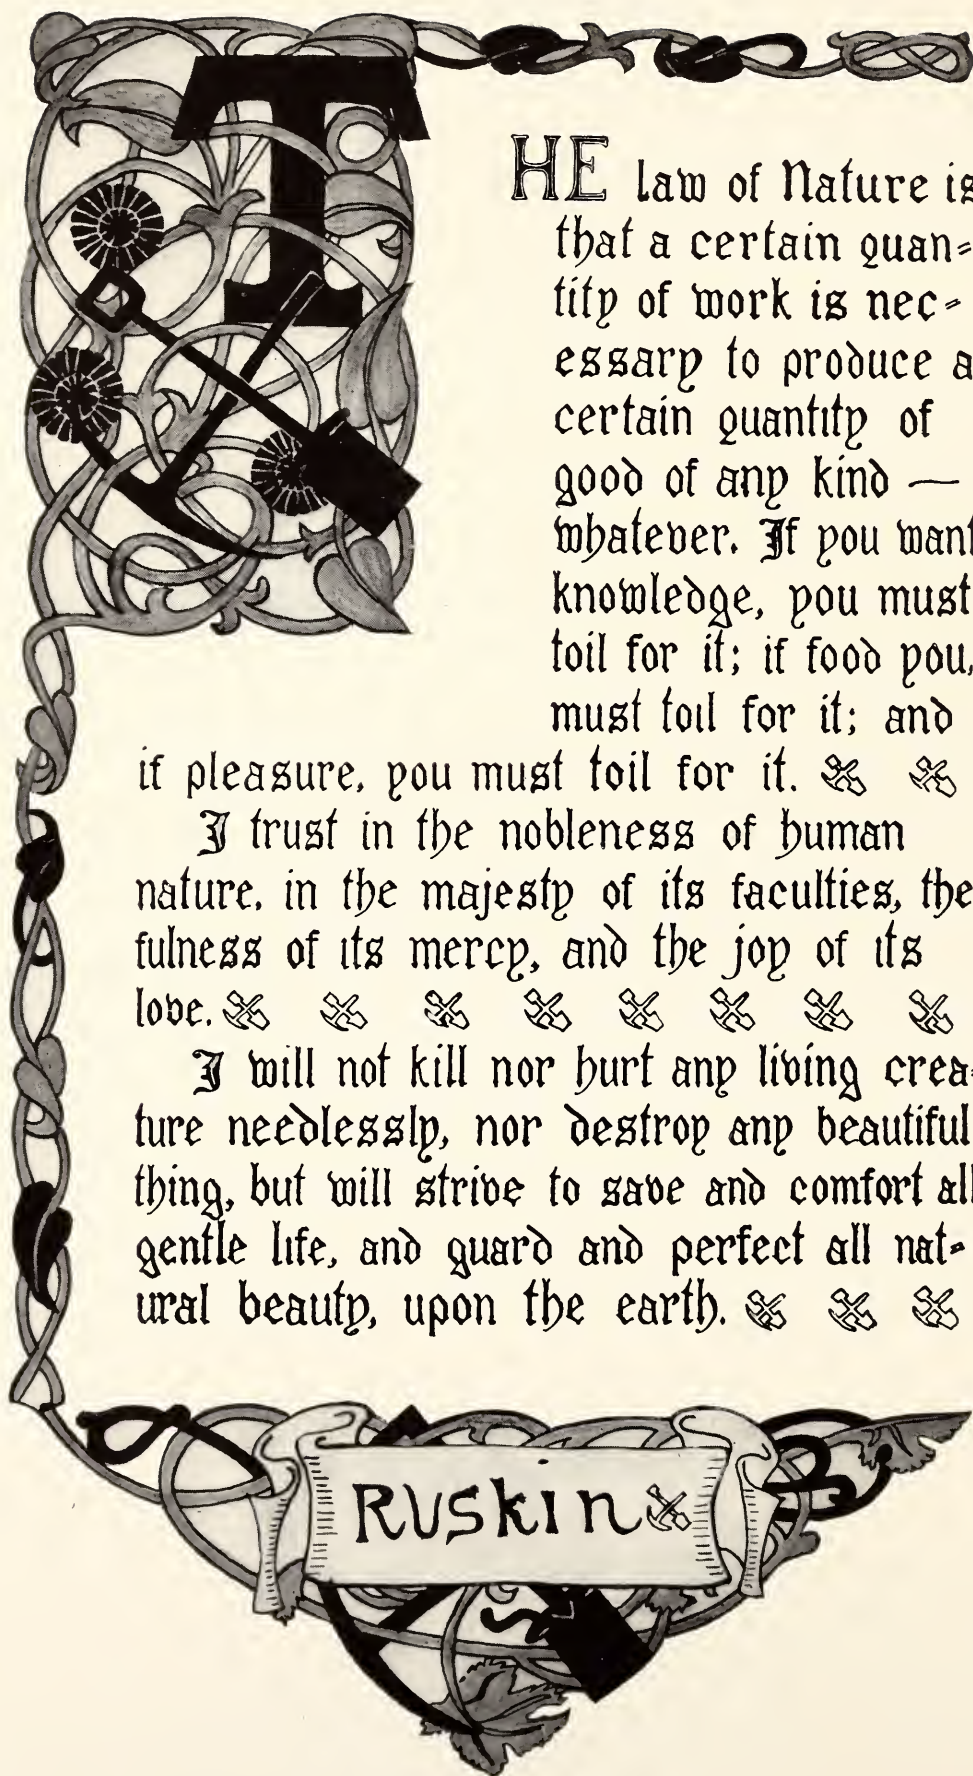 THE Law of Nature is
that a certain quan=
tity of work is nec=
essary to produce a
certain quantity of
good of any kind —
whatever. If you want
knowledge, you must
toil for it; if food you,
must toil for it; and
if pleasure, you must toil for it.
I trust in the nobleness of human
nature, in the majesty of its faculties, the
fulness of its mercy, and the joy of its
love.
I will not kill nor hurt any living crea=
ture needlessly, nor destroy any beautiful
thing, but will strive to save and comfort all
gentle life, and guard and perfect all nat=
ural beauty, upon the earth.
RUSkin